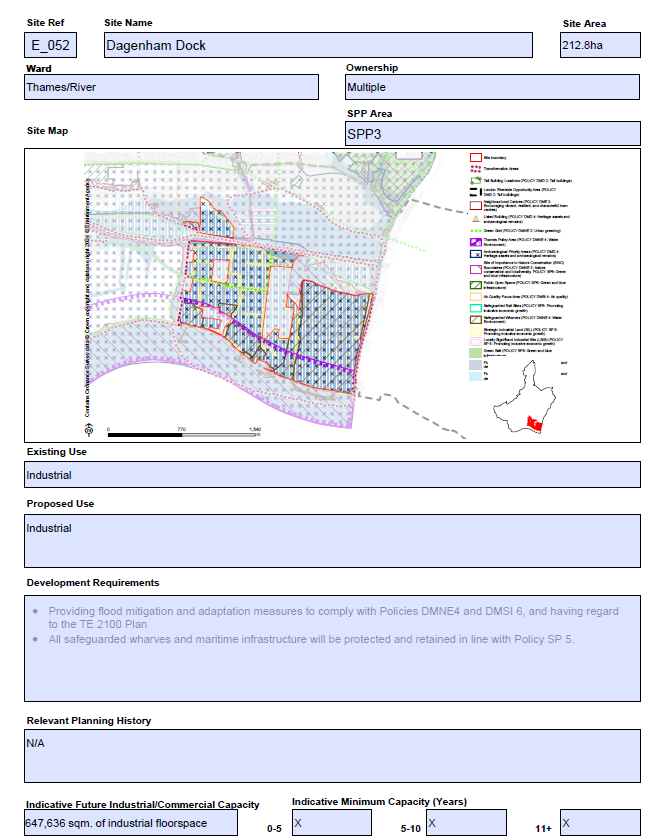 Site Ref
Site Name
Site Area
E_052
Dagenham Dock
212.8ha
Ward
Ownership
Thames/River
Multiple
SPP Area
Site Map
SPP3
Site boundary
Transformation Areas
Tall Building Locations (POLICY DMD 2: Tall buildings)
London Riverside Opportunity Area (POLICY
DMD 2: Tall buildings)
Neighbourhood Centres (POLICY DME 3:
Encouraging vibrant, resilient, and characterful town
centres)
Listed Building (POLICY DMD 4: Heritage assets and
archaeological remains)
Green Grid (POLICY DMNE 2: Urban greening)
Thames Policy Area (POLICY DMNE 4: Water
Environment)
Archaeological Priority Areas (POLICY DMD 4:
Heritage assets and archaeological remains)
Site of Importance to Nature Conservation (SINC)
Boundaries (POLICY DMNE 3: Nature
conservation and biodiversity; POLICY SP6: Green
and blue infrastructure)
Public Open Space (POLICY SP6: Green and blue
infrastructure)
Air Quality Focus Area (POLICY DMSI 4: Air quality)
Safeguarded Rail Sites (POLICY SP5: Promoting
inclusive economic growth)
Safeguarded Wharves (POLICY DMNE 4: Water
Environment)
Strategic Industrial Land (SIL) (POLICY SP5:
Promoting inclusive economic growth)
Locally Significant Industrial Site (LSIS) (POLICY
SP 5: Promoting inclusive economic growth)
Green Belt (POLICY SP6: Green and blue
infrastructure)
and
and
Contains Ordnance Survey data © Crown copyright and database right 2024 © Environment Agency
0
770
1,540
m
Existing Use
Industrial
Proposed Use
Industrial
Development Requirements
• Providing flood mitigation and adaptation measures to comply with Policies DMNE4 and DMSI 6, and having regard
to the TE 2100 Plan
• All safeguarded wharves and maritime infrastructure will be protected and retained in line with Policy SP 5.
Relevant Planning History
N/A
Indicative Future Industrial/Commercial Capacity
Indicative Minimum Capacity (Years)
647,636 sqm. of industrial floorspace
0-5
X
5-10
X
11+
X